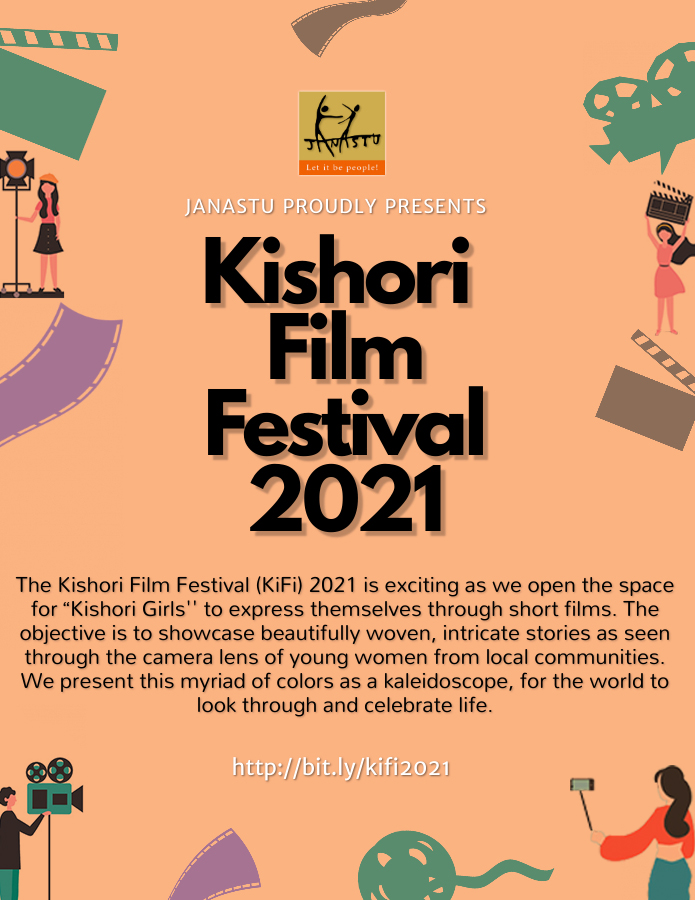 JANASTU
Let it be people!
JANASTU PROUDLY PRESENTS
Kishori
Film
Festival
2021
The Kishori Film Festival (KiFi) 2021 is exciting as we open the space
for “Kishori Girls'' to express themselves through short films. The
objective is to showcase beautifully woven, intricate stories as seen
through the camera lens of young women from local communities.
We present this myriad of colors as a kaleidoscope, for the world to
look through and celebrate life.
http://bit.ly/kifi2021